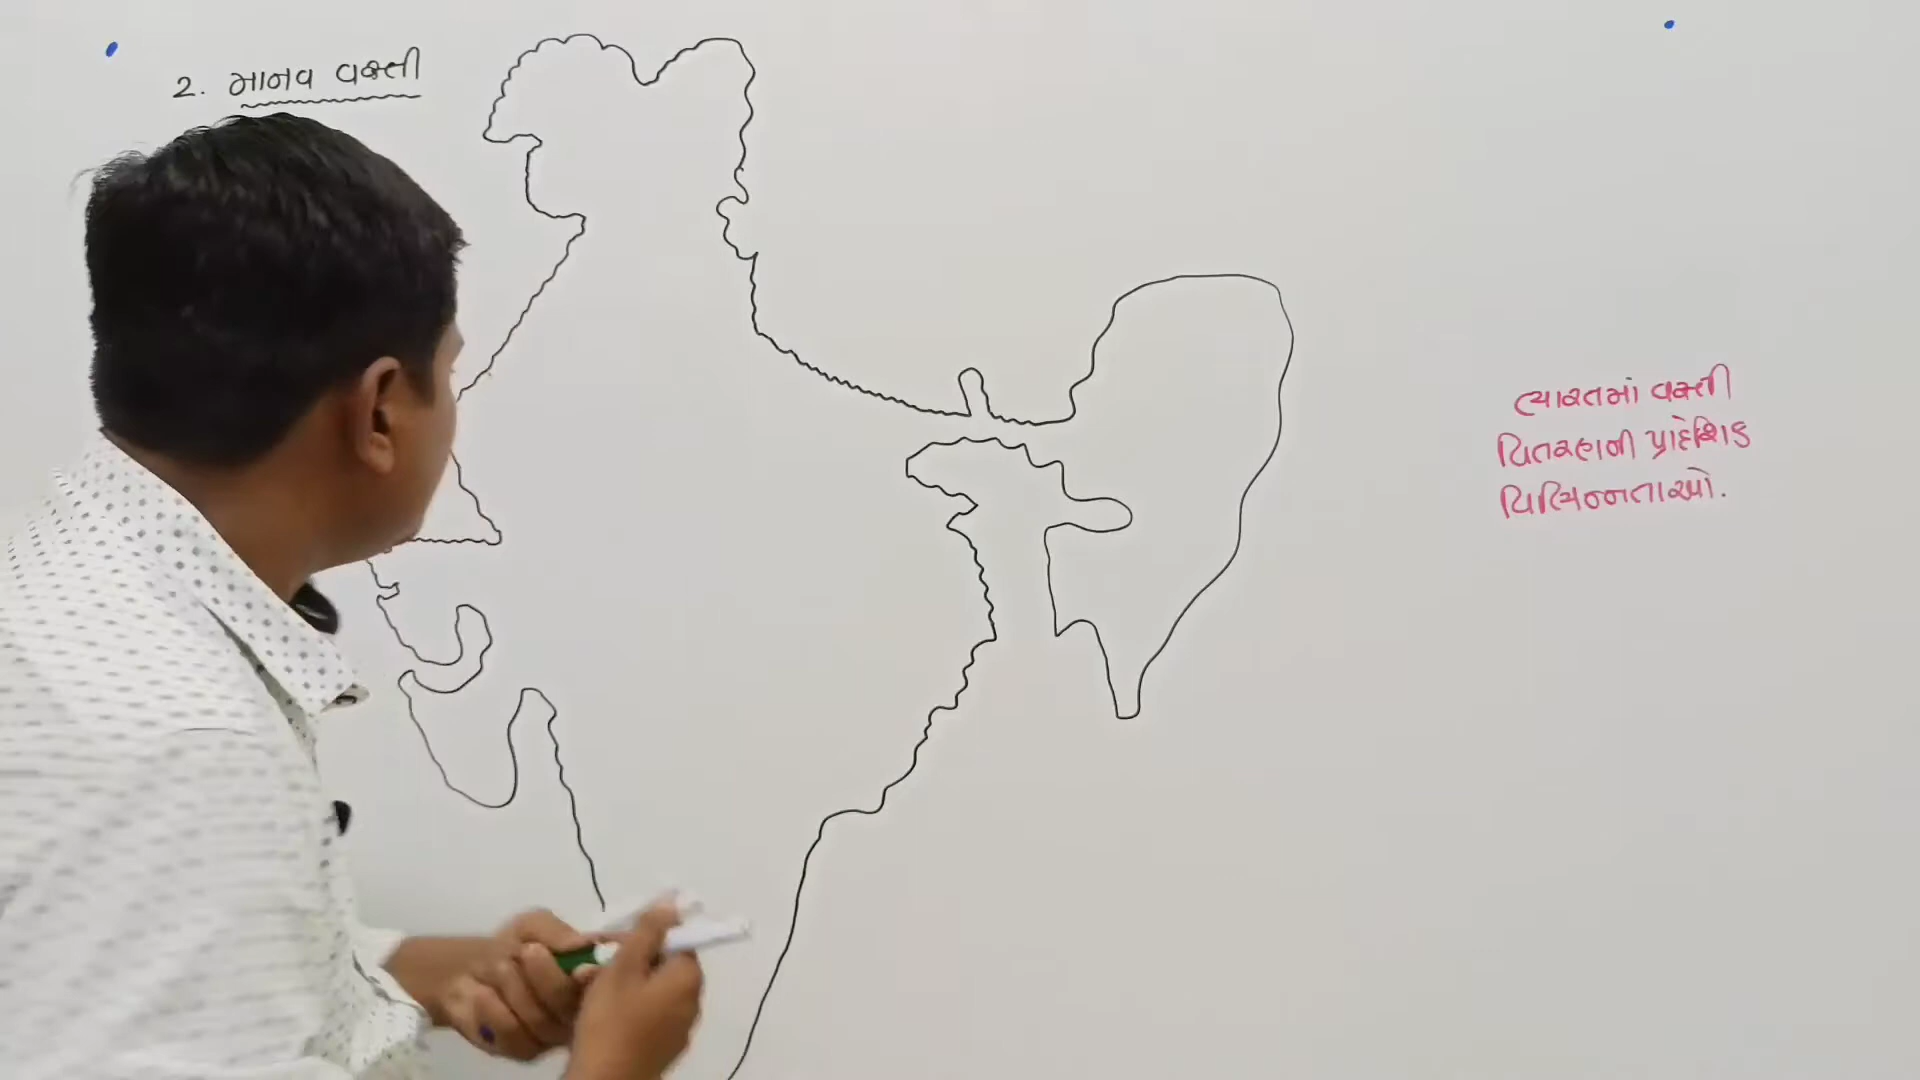 2. માનવ વસ્તી
ભારતમાં વસ્તી
વિતરણની પ્રાદેશિક
વિભિન્નતાઓ.